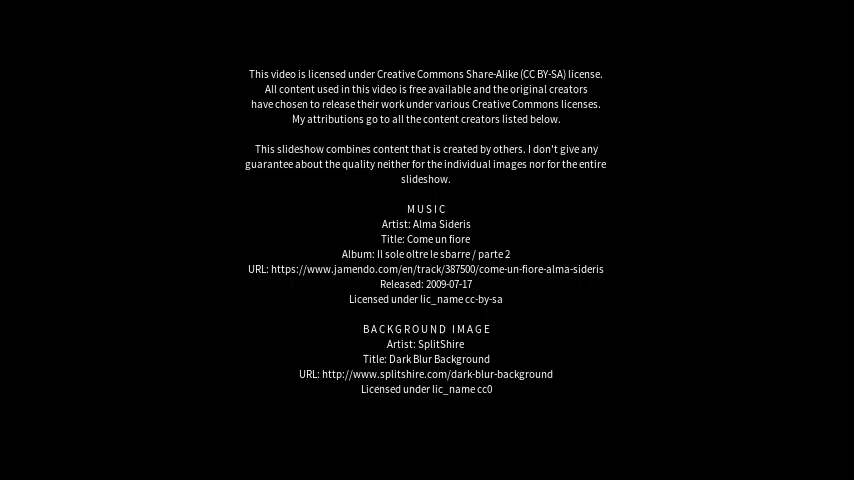 This video is licensed under Creative Commons Share-Alike (CC BY-SA) license.
All content used in this video is free available and the original creators
have chosen to release their work under various Creative Commons licenses.
My attributions go to all the content creators listed below.
This slideshow combines content that is created by others. I don't give any
guarantee about the quality neither for the individual images nor for the entire
slideshow.
MUSIC
Artist: Alma Sideris
Title: Come un fiore
Album: Il sole oltre le sbarre / parte 2
URL: https://www.jamendo.com/en/track/387500/come-un-fiore-alma-sideris
Released: 2009-07-17
Licensed under lic_name cc-by-sa
BACKGROUND IMAGE
Artist: SplitShire
Title: Dark Blur Background
URL: http://www.splitshire.com/dark-blur-background
Licensed under lic_name cc0